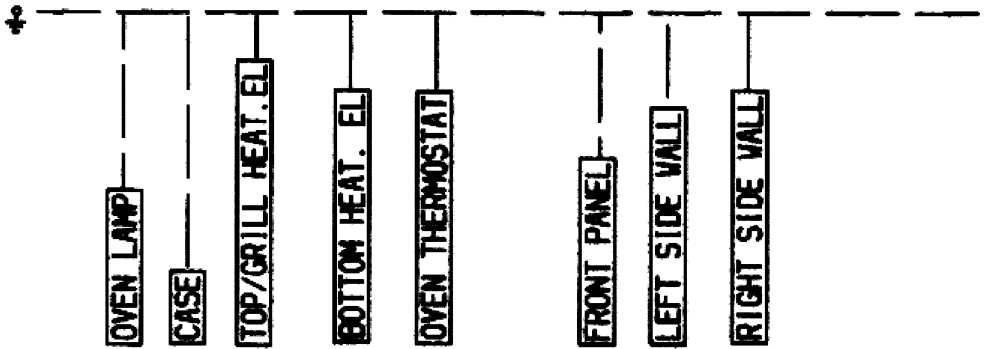 OVEN LAMP
CASE
TOP/GRILL HEAT. EL
BOTTOM HEAT. EL
OVEN THERMOSTAT
FRONT PANEL
LEFT SIDE WALL
RIGHT SIDE WALL